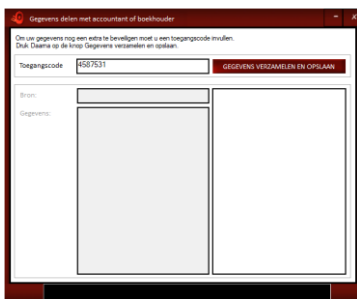 Gegevens delen met accountant of boekhouder
Om uw gegevens nog een extra te beveiligen moet u een toegangscode invullen.
Druk Daarna op de knop Gegevens verzamelen en opslaan.
Toegangscode 4587531 GEGEVENS VERZAMELEN EN OPSLAAN
Bron:
Gegevens: